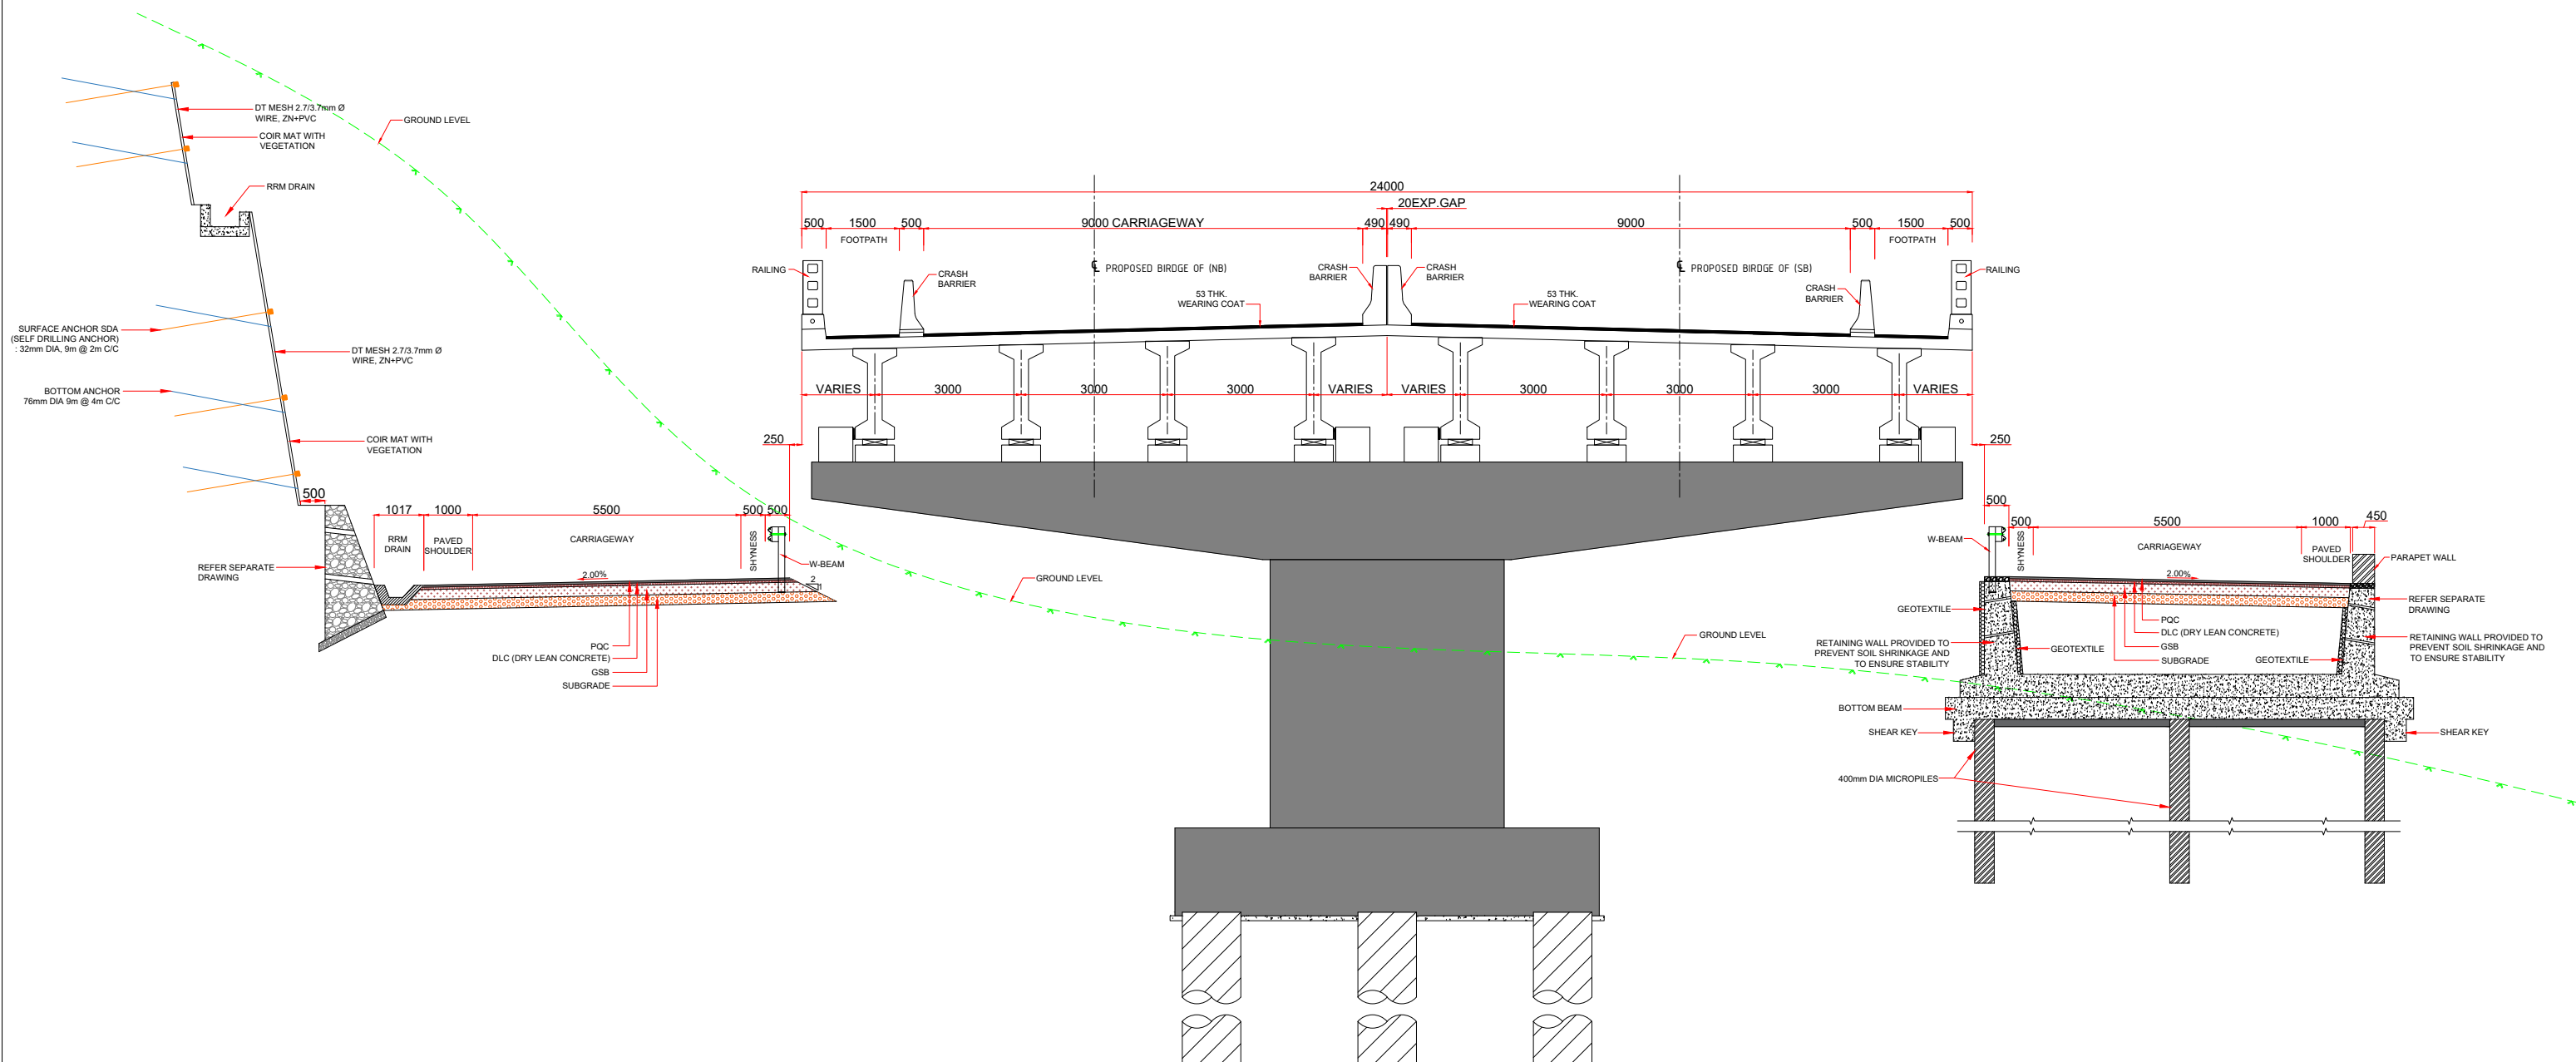 DT MESH 2.7/3.7mm Ø
WIRE, ZN+PVC
COIR MAT WITH
VEGETATION
GROUND LEVEL
RRM DRAIN
SURFACE ANCHOR SDA
(SELF DRILLING ANCHOR)
: 32mm DIA, 9m @ 2m C/C
DT MESH 2.7/3.7mm Ø
WIRE, ZN+PVC
BOTTOM ANCHOR
76mm DIA 9m @ 4m C/C
COIR MAT WITH
VEGETATION
500
1017
1000
5500
500
500
250
RRM
DRAIN
PAVED
SHOULDER
CARRIAGEWAY
SHYNESS
W-BEAM
REFER SEPARATE
DRAWING
2.00%
2
1
GROUND LEVEL
PQC
DLC (DRY LEAN CONCRETE)
GSB
SUBGRADE
24000
20EXP.GAP
500
1500
500
9000 CARRIAGEWAY
490
490
9000
500
1500
500
FOOTPATH
FOOTPATH
RAILING
CRASH
BARRIER
℄ PROPOSED BIRDGE OF (NB)
CRASH
BARRIER
CRASH
BARRIER
℄ PROPOSED BIRDGE OF (SB)
CRASH
BARRIER
RAILING
53 THK.
WEARING COAT
53 THK.
WEARING COAT
VARIES
3000
3000
3000
VARIES
VARIES
3000
3000
3000
VARIES
250
500
500
5500
1000
450
W-BEAM
SHYNESS
CARRIAGEWAY
PAVED
SHOULDER
PARAPET WALL
2.00%
GEOTEXTILE
REFER SEPARATE
DRAWING
PQC
DLC (DRY LEAN CONCRETE)
GSB
SUBGRADE
GROUND LEVEL
RETAINING WALL PROVIDED TO
PREVENT SOIL SHRINKAGE AND
TO ENSURE STABILITY
GEOTEXTILE
GEOTEXTILE
RETAINING WALL PROVIDED TO
PREVENT SOIL SHRINKAGE AND
TO ENSURE STABILITY
BOTTOM BEAM
SHEAR KEY
SHEAR KEY
400mm DIA MICROPILES